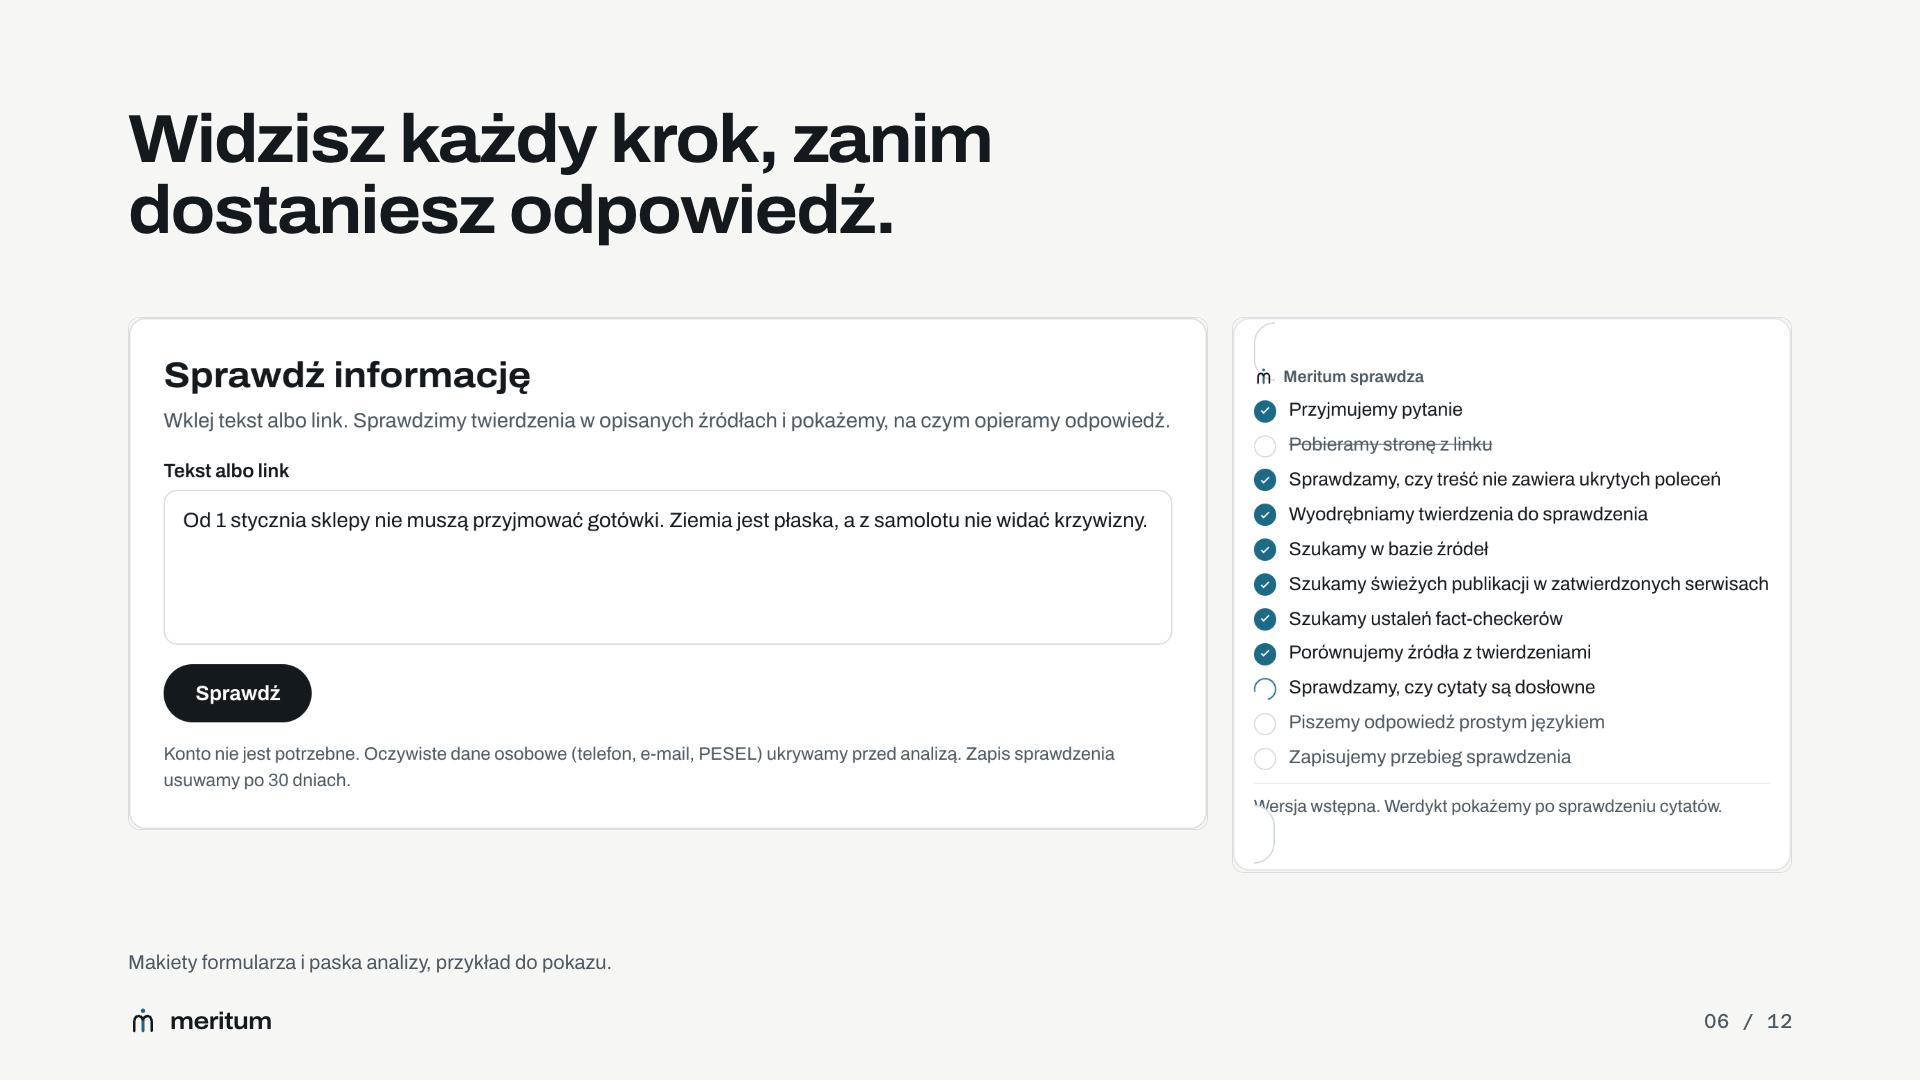 Widzisz każdy krok, zanim
dostaniesz odpowiedź.
Sprawdź informację
Wklej tekst albo link. Sprawdzimy twierdzenia w opisanych źródłach i pokażemy, na czym opieramy odpowiedź.
Tekst albo link
Od 1 stycznia sklepy nie muszą przyjmować gotówki. Ziemia jest płaska, a z samolotu nie widać krzywizny.
Sprawdź
Konto nie jest potrzebne. Oczywiste dane osobowe (telefon, e-mail, PESEL) ukrywamy przed analizą. Zapis sprawdzenia
usuwamy po 30 dniach.
Meritum sprawdza
Przyjmujemy pytanie
Pobieramy stronę z linku
Sprawdzamy, czy treść nie zawiera ukrytych poleceń
Wyodrębniamy twierdzenia do sprawdzenia
Szukamy w bazie źródeł
Szukamy świeżych publikacji w zatwierdzonych serwisach
Szukamy ustaleń fact-checkerów
Porównujemy źródła z twierdzeniami
Sprawdzamy, czy cytaty są dosłowne
Piszemy odpowiedź prostym językiem
Zapisujemy przebieg sprawdzenia
Wersja wstępna. Werdykt pokażemy po sprawdzeniu cytatów.
Makiety formularza i paska analizy, przykład do pokazu.
meritum
06 / 12